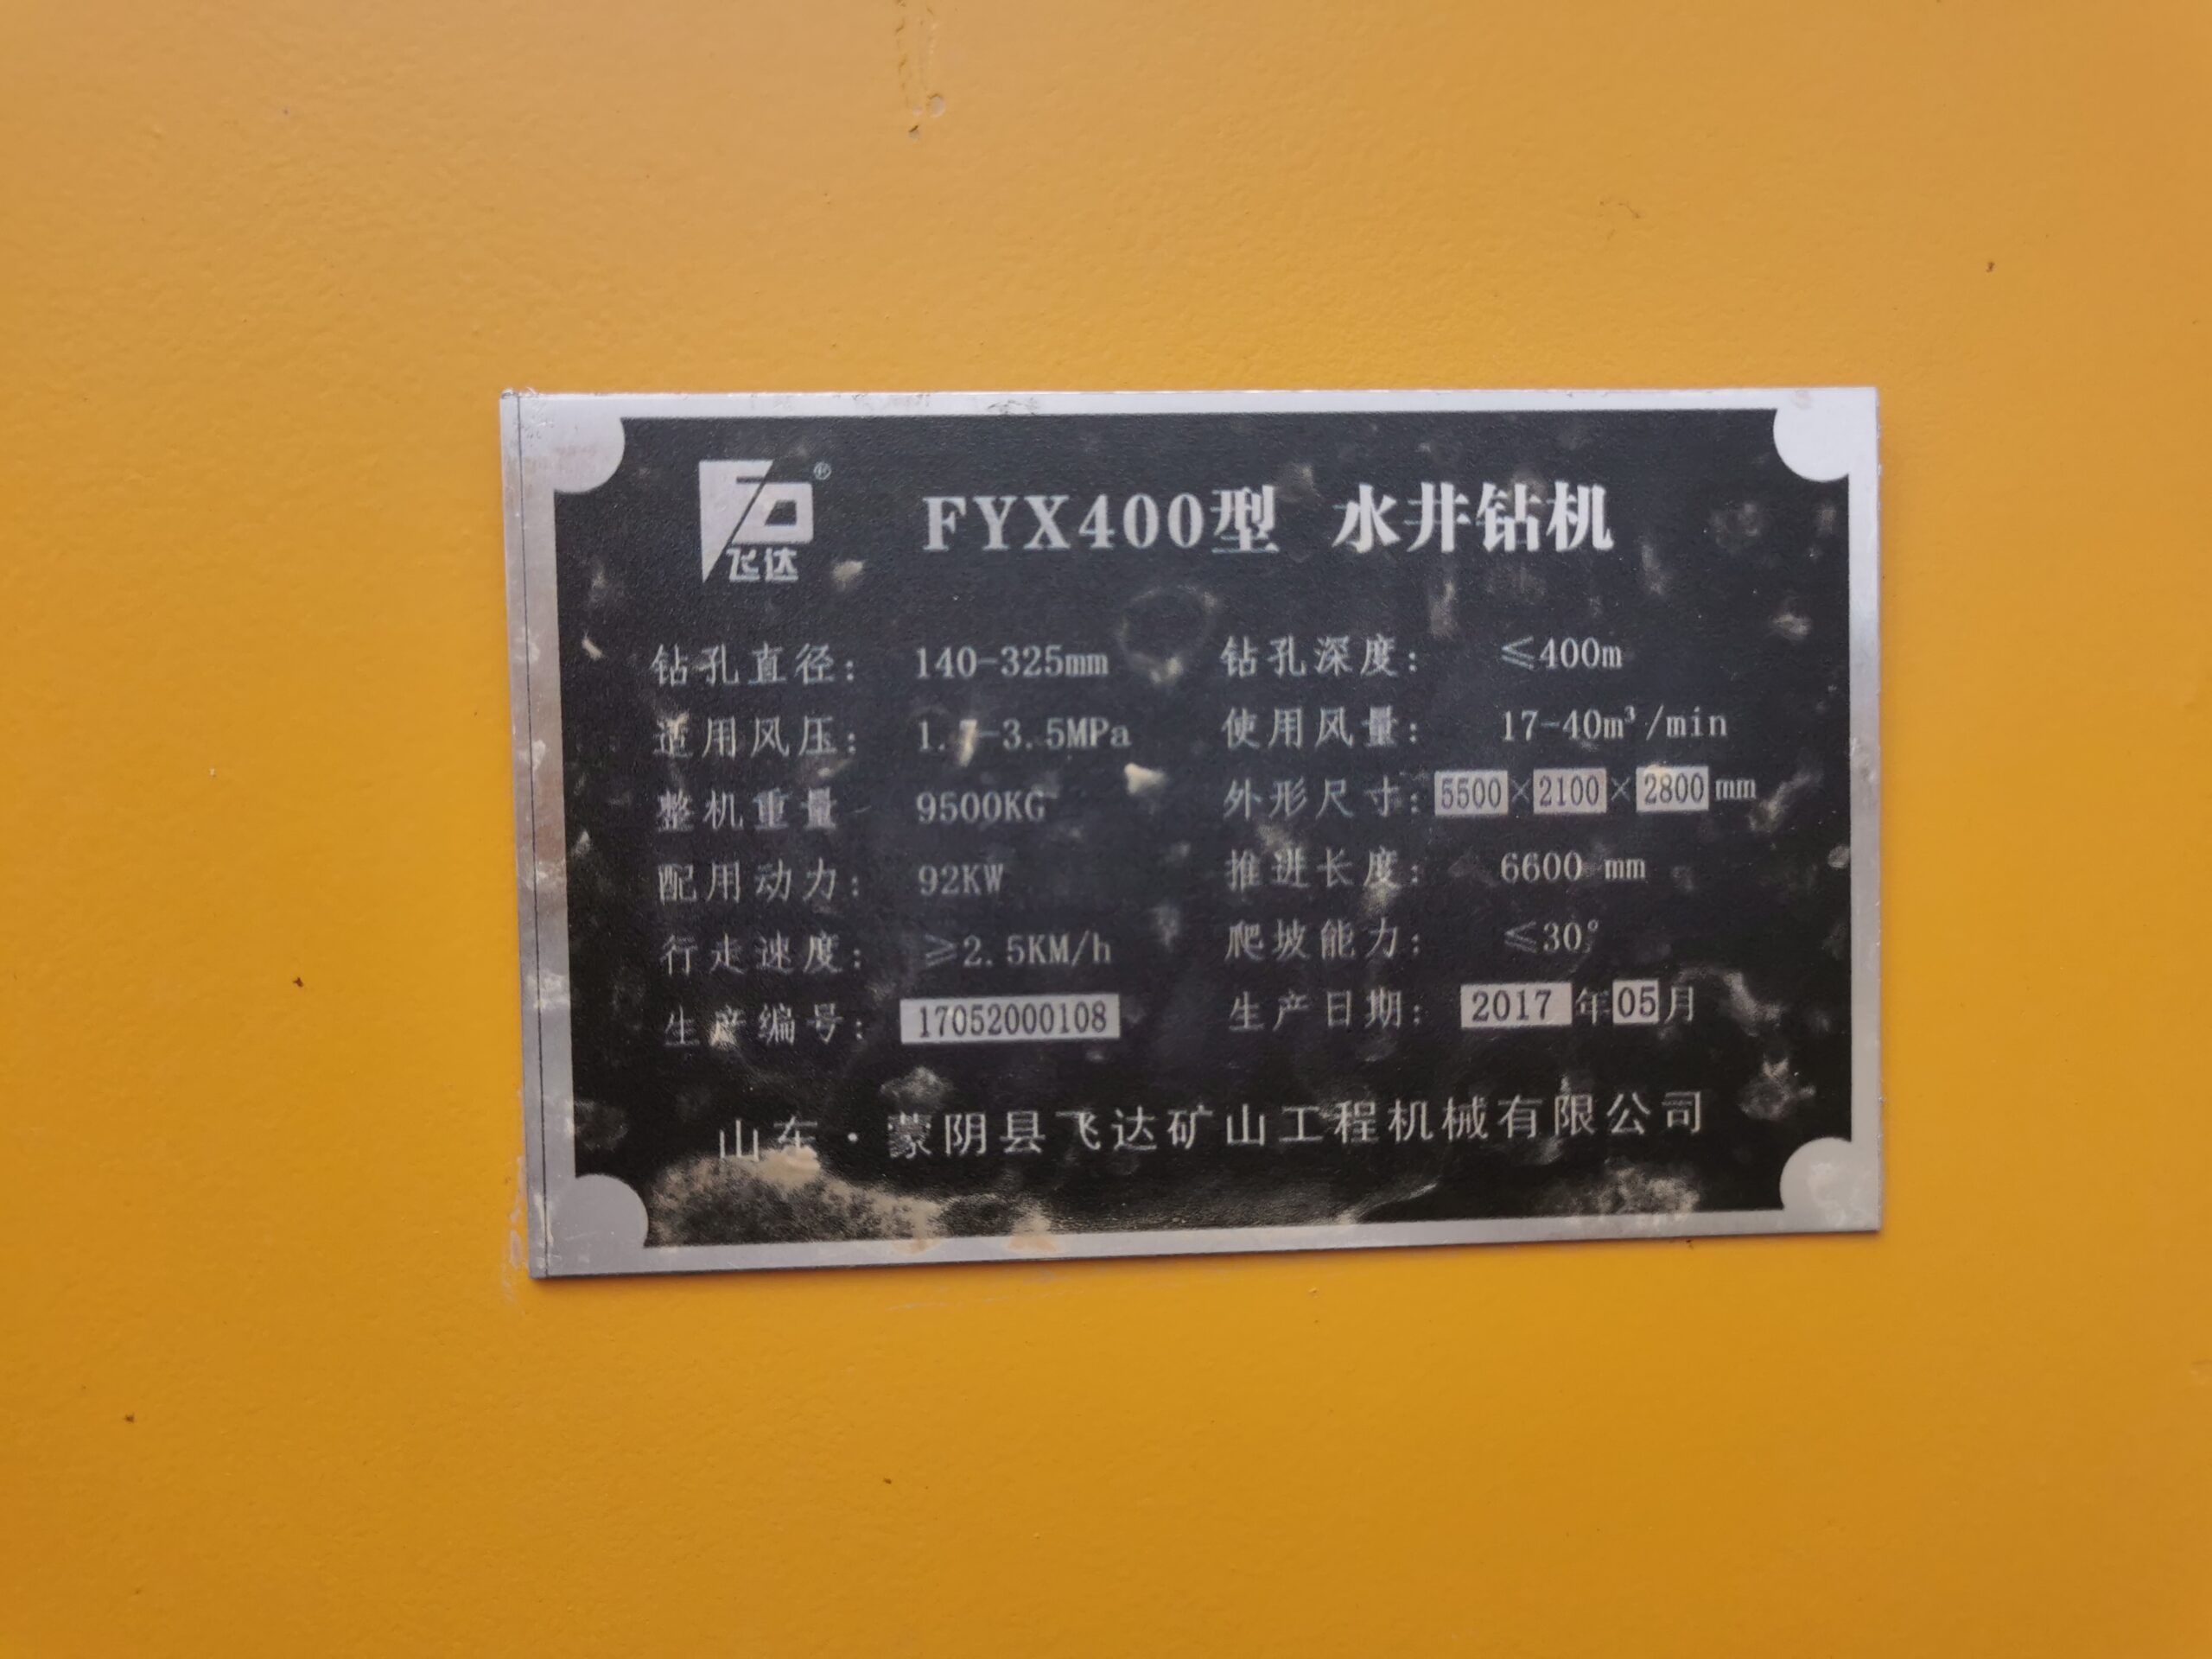 飞达®
FYX400型 水井钻机
钻孔直径: 140-325mm 钻孔深度: ≤400m
适用风压: 1.7-3.5MPa 使用风量: 17-40m³/min
整机重量 9500KG 外形尺寸: 5500×2100×2800mm
配用动力: 92KW 推进长度: 6600 mm
行走速度: ≥2.5KM/h 爬坡能力: ≤30°
生产编号: 17052000108 生产日期: 2017年05月
山东·蒙阴县飞达矿山工程机械有限公司